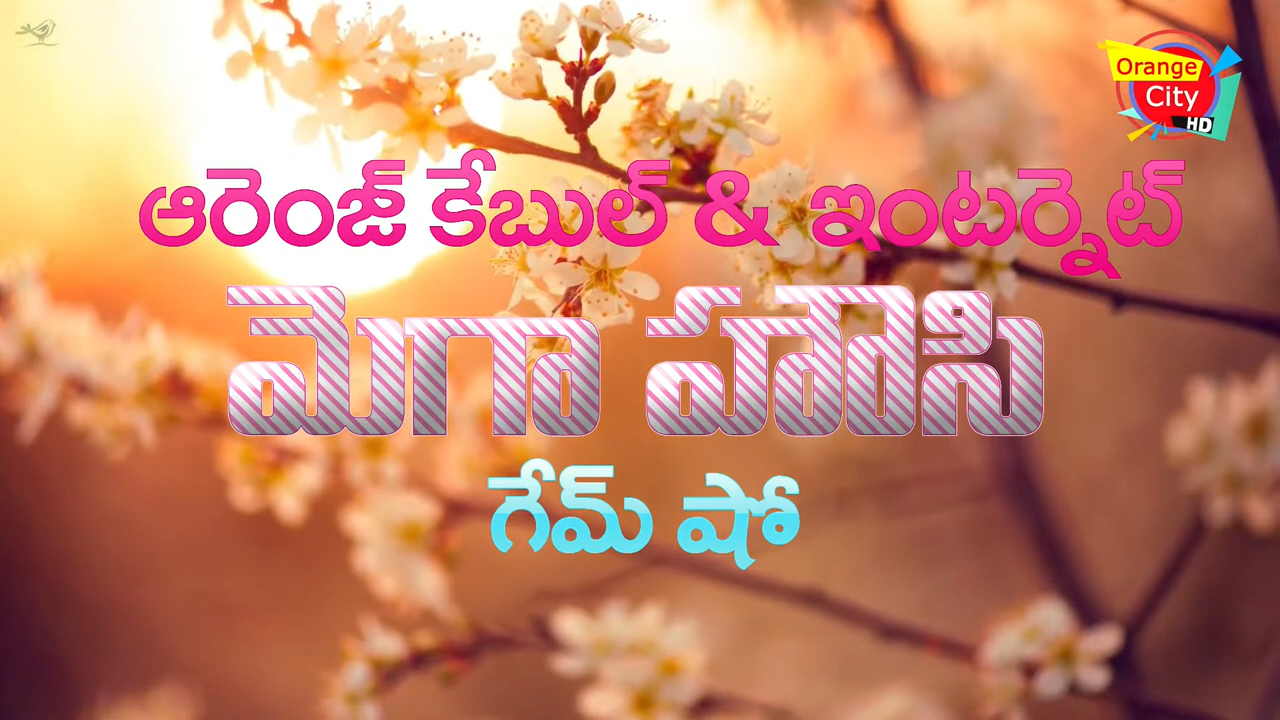 Orange
City
HD
ఆరెంజ్ కేబుల్ & ఇంటర్నెట్
మెగా హౌసి
గేమ్ షో